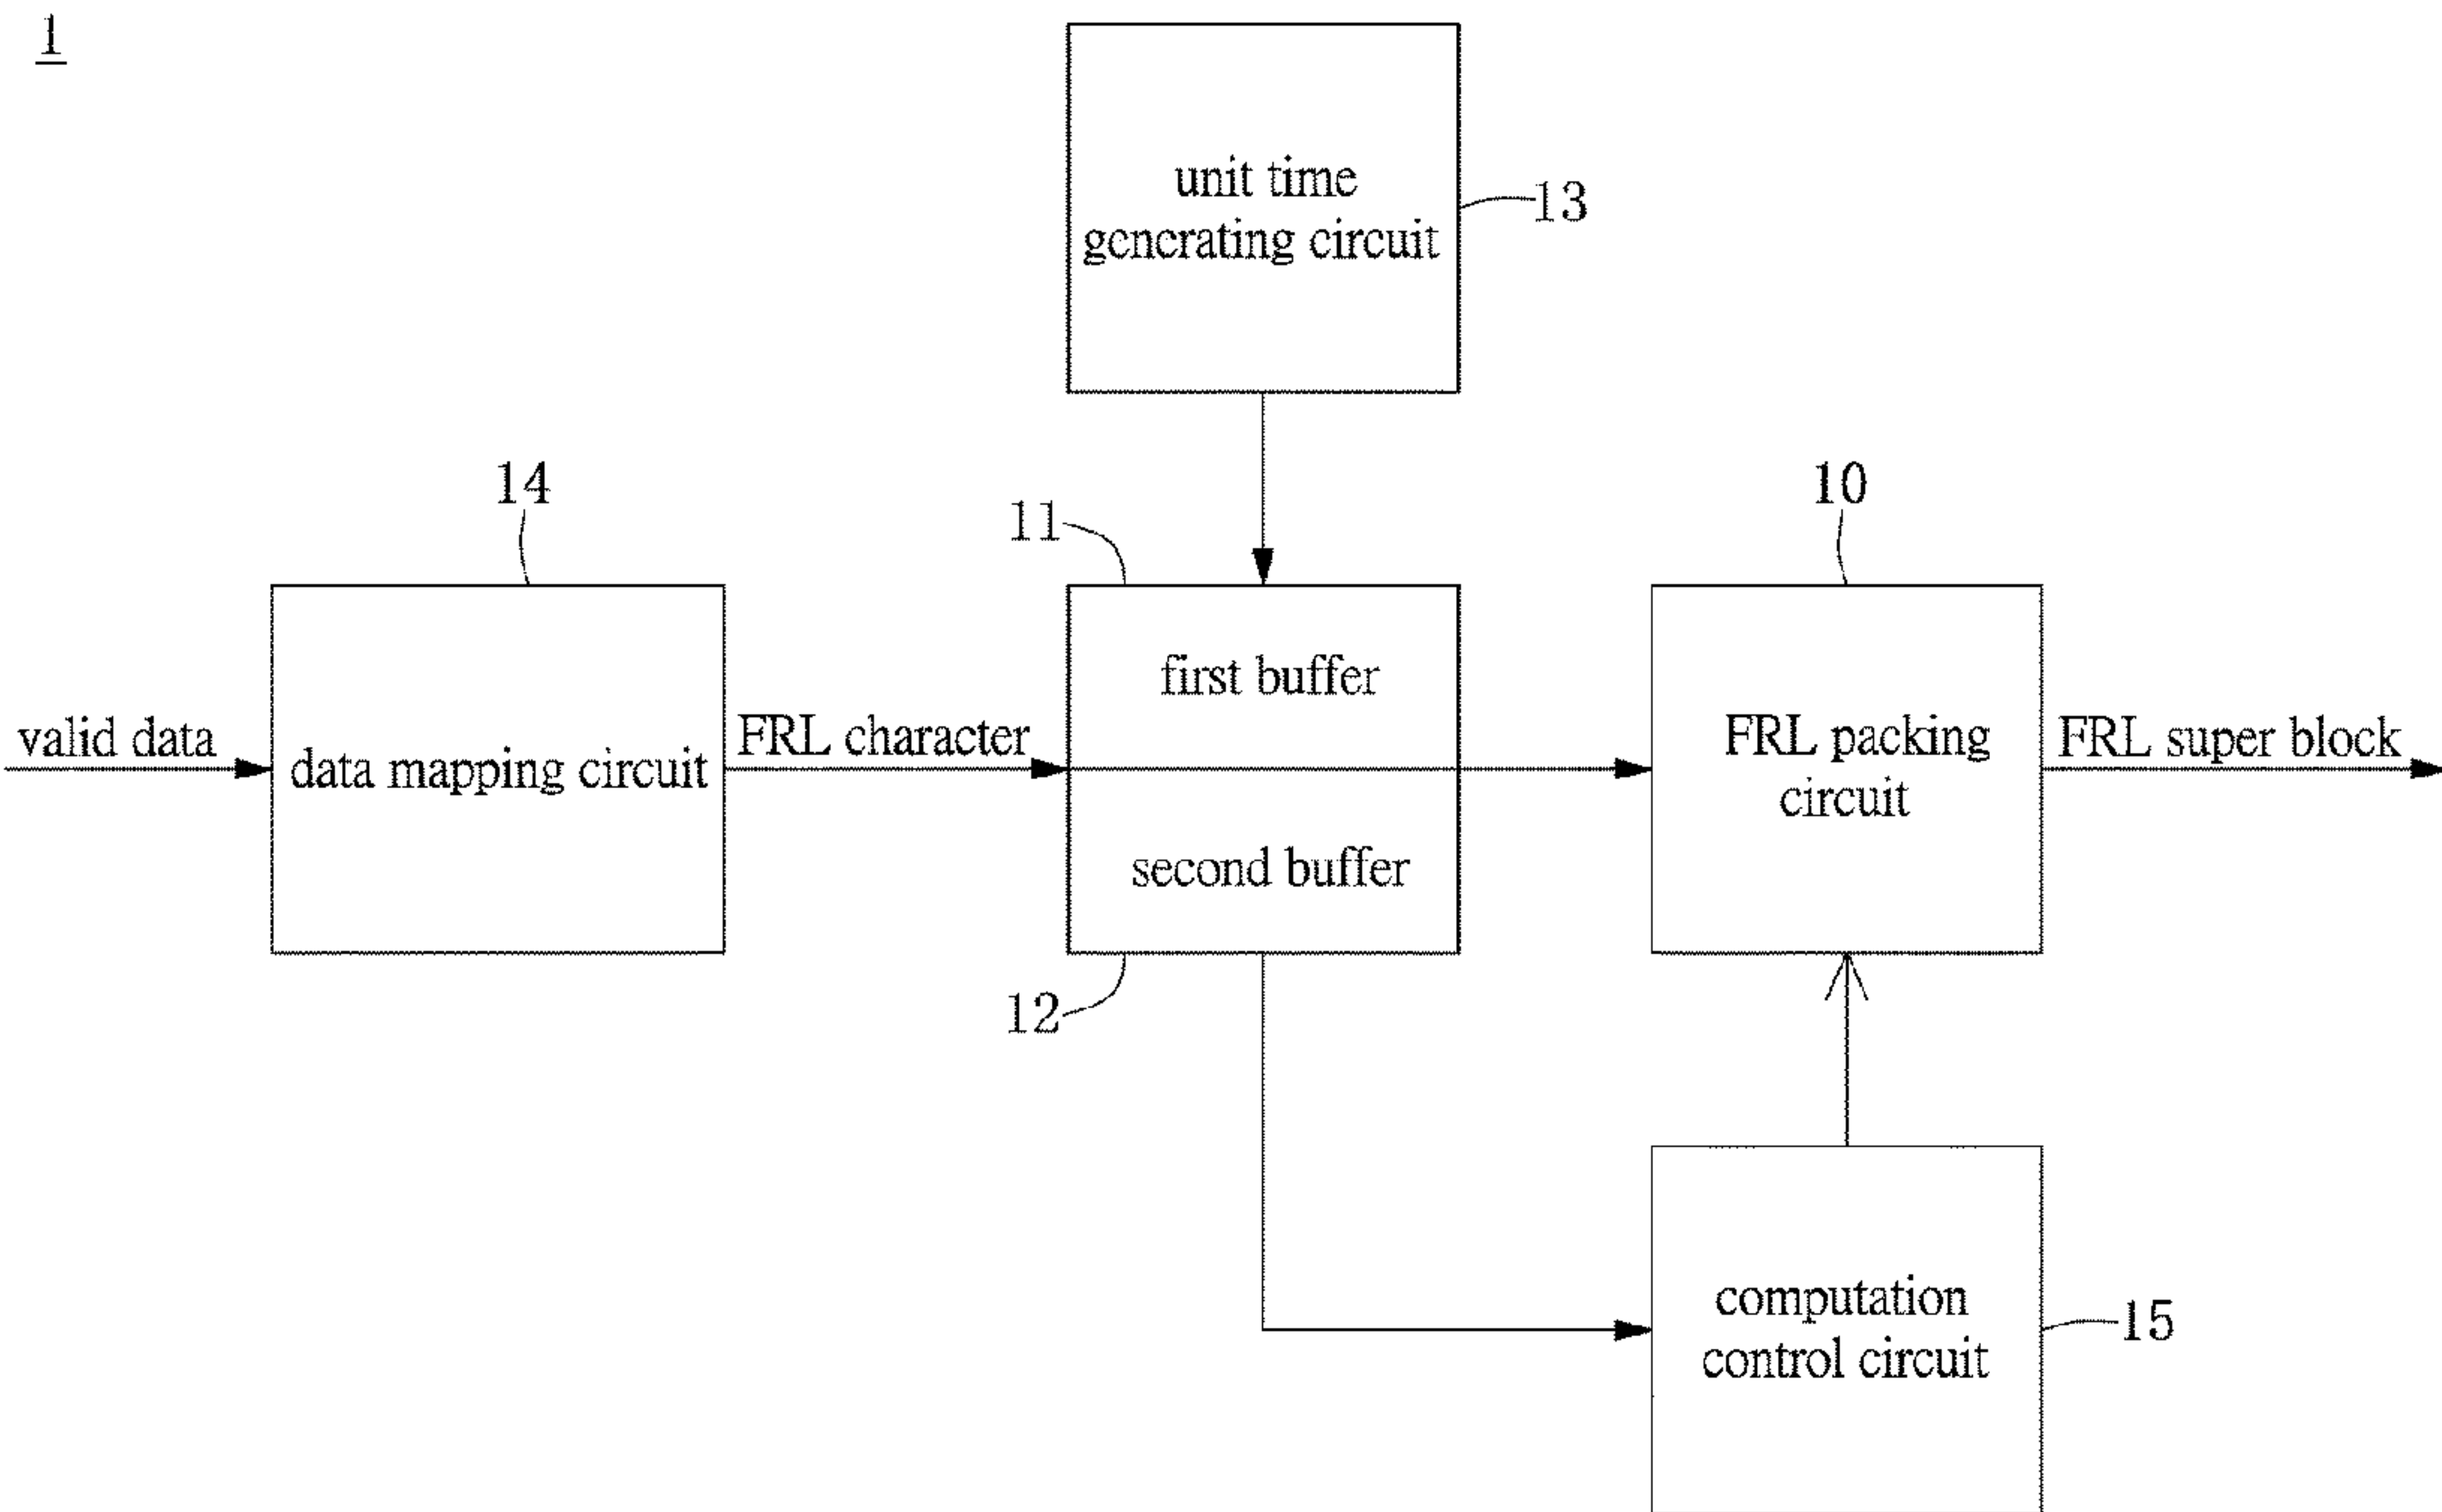 1
unit time
generating circuit
13
14
11
10
first buffer
valid data
data mapping circuit
FRL character
FRL packing
circuit
FRL super block
second buffer
12
computation
control circuit
15